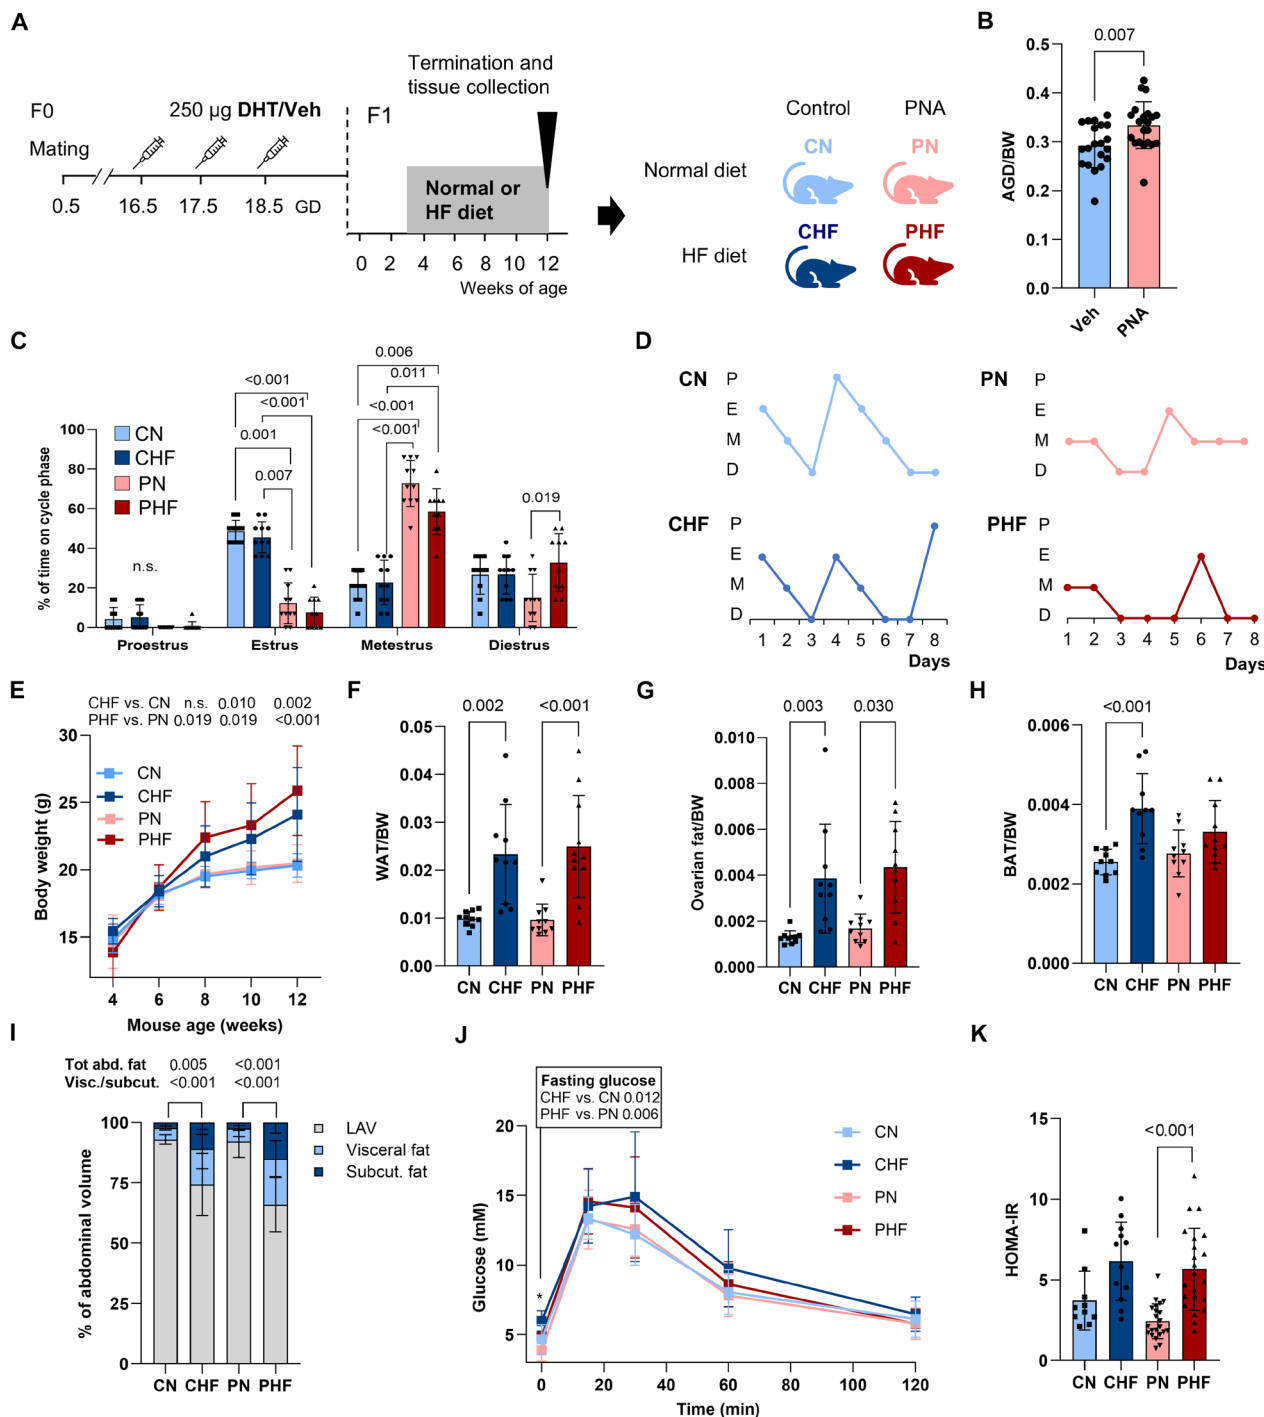 A
F0
Mating
250 µg DHT/Veh
0.5
16.5
17.5
18.5
GD
F1
Termination and
tissue collection
Normal or
HF diet
0 2 4 6 8 10 12
Weeks of age
Control PNA
Normal diet
CN PN
HF diet
CHF PHF
B
0.007
AGD/BW
0.5
0.4
0.3
0.2
0.1
0.0
Veh PNA
C
% of time on cycle phase
100
80
60
40
20
0
CN
CHF
PN
PHF
n.s.
<0.001
<0.001
0.001
0.007
0.006
0.011
<0.001
<0.001
0.019
Proestrus Estrus Metestrus Diestrus
D
CN
P
E
M
D
PN
P
E
M
D
CHF
P
E
M
D
1 2 3 4 5 6 7 8
Days
PHF
P
E
M
D
1 2 3 4 5 6 7 8
Days
E
CHF vs. CN n.s. 0.010 0.002
PHF vs. PN 0.019 0.019 <0.001
Body weight (g)
30
25
20
15
CN
CHF
PN
PHF
4 6 8 10 12
Mouse age (weeks)
F
0.002 <0.001
WAT/BW
0.05
0.04
0.03
0.02
0.01
0.00
CN CHF PN PHF
G
0.003 0.030
Ovarian fat/BW
0.010
0.008
0.006
0.004
0.002
0.000
CN CHF PN PHF
H
<0.001
BAT/BW
0.006
0.004
0.002
0.000
CN CHF PN PHF
I
Tot abd. fat 0.005 <0.001
Visc./subcut. <0.001 <0.001
% of abdominal volume
100
75
50
25
0
LAV
Visceral fat
Subcut. fat
CN CHF PN PHF
J
Fasting glucose
CHF vs. CN 0.012
PHF vs. PN 0.006
Glucose (mM)
20
15
10
5
*
CN
CHF
PN
PHF
0 20 40 60 80 100 120
Time (min)
K
<0.001
HOMA-IR
15
10
5
0
CN CHF PN PHF